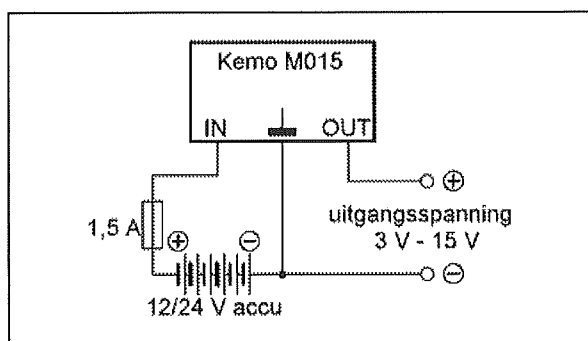 Kemo M015
IN OUT
1,5 A
+ -
12/24 V accu
+
uitgangsspanning
3 V - 15 V
-